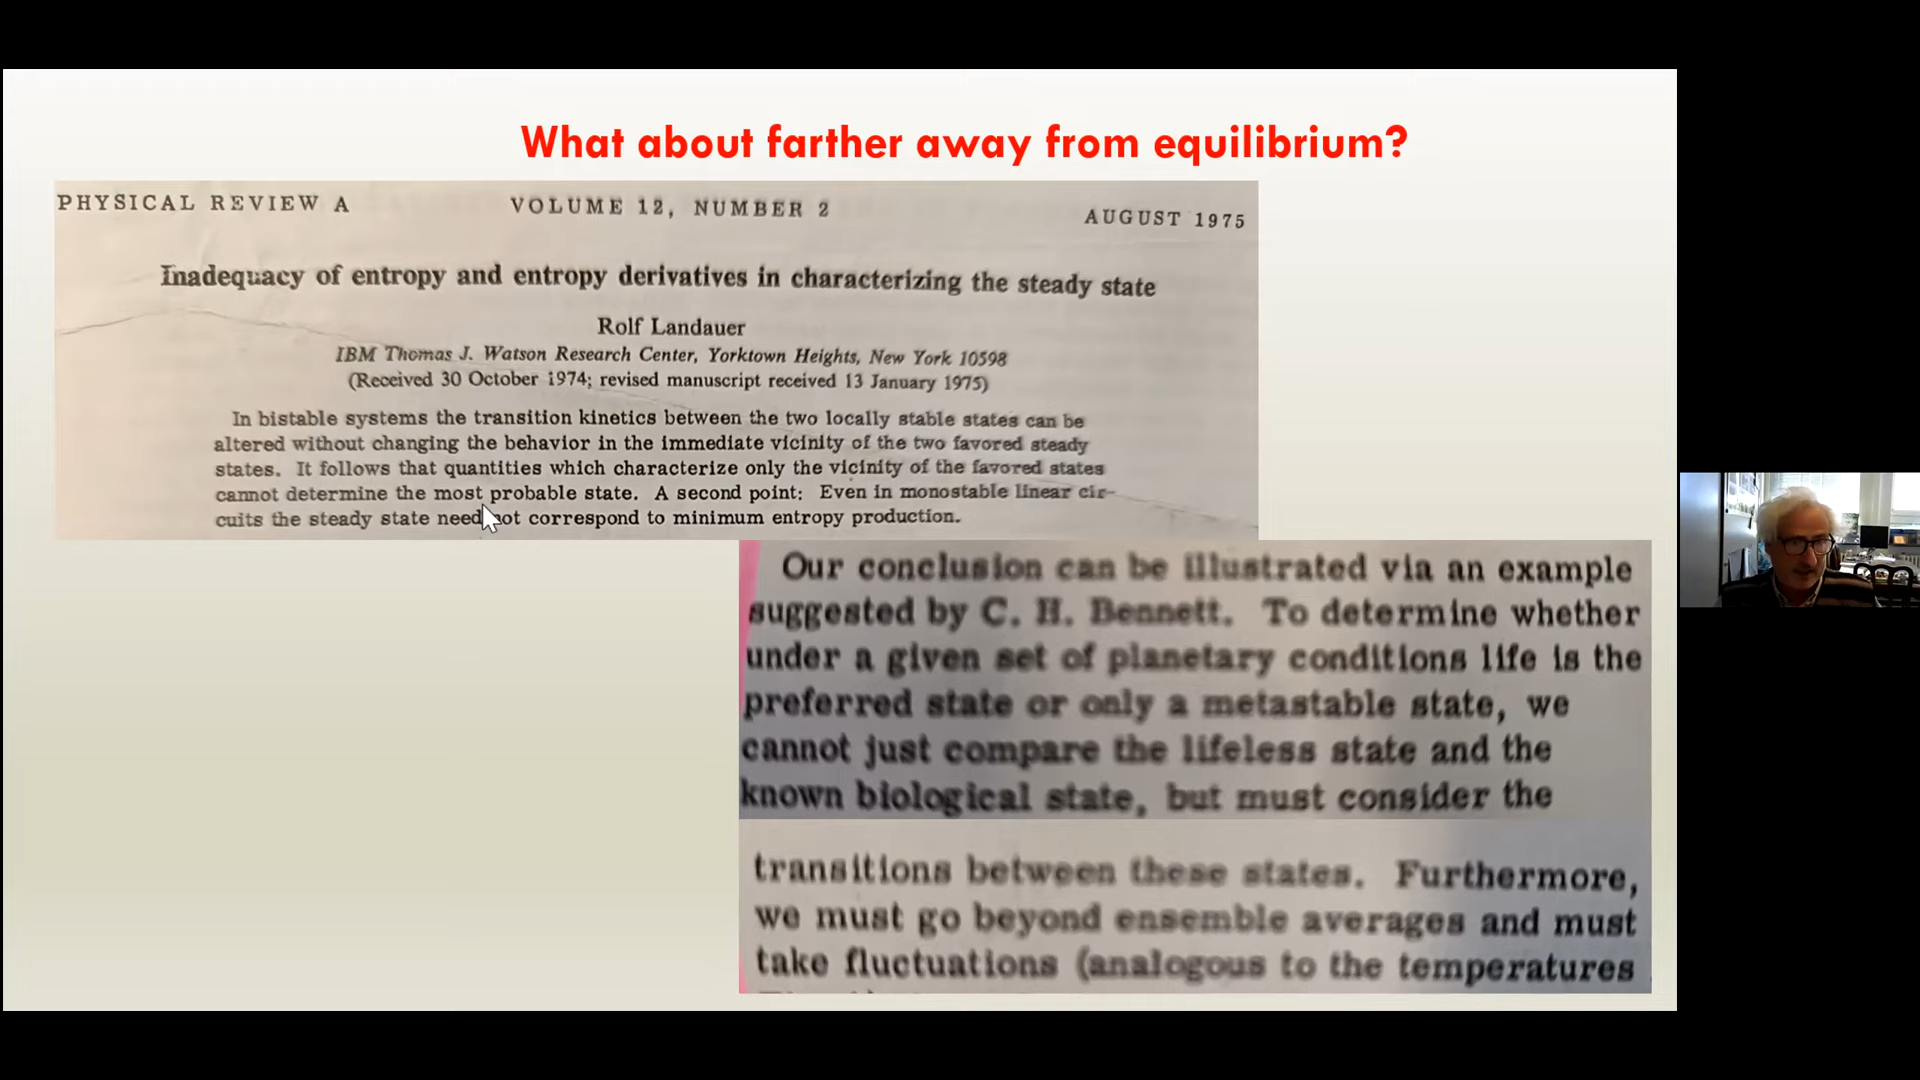 What about farther away from equilibrium?
PHYSICAL REVIEW A VOLUME 12, NUMBER 2 AUGUST 1975
Inadequacy of entropy and entropy derivatives in characterizing the steady state
Rolf Landauer
IBM Thomas J. Watson Research Center, Yorktown Heights, New York 10598
(Received 30 October 1974; revised manuscript received 13 January 1975)
In bistable systems the transition kinetics between the two locally stable states can be
altered without changing the behavior in the immediate vicinity of the two favored steady
states. It follows that quantities which characterize only the vicinity of the favored states
cannot determine the most probable state. A second point: Even in monostable linear cir-
cuits the steady state need not correspond to minimum entropy production.
Our conclusion can be illustrated via an example
suggested by C. H. Bennett. To determine whether
under a given set of planetary conditions life is the
preferred state or only a metastable state, we
cannot just compare the lifeless state and the
known biological state, but must consider the
transitions between these states. Furthermore,
we must go beyond ensemble averages and must
take fluctuations (analogous to the temperatures